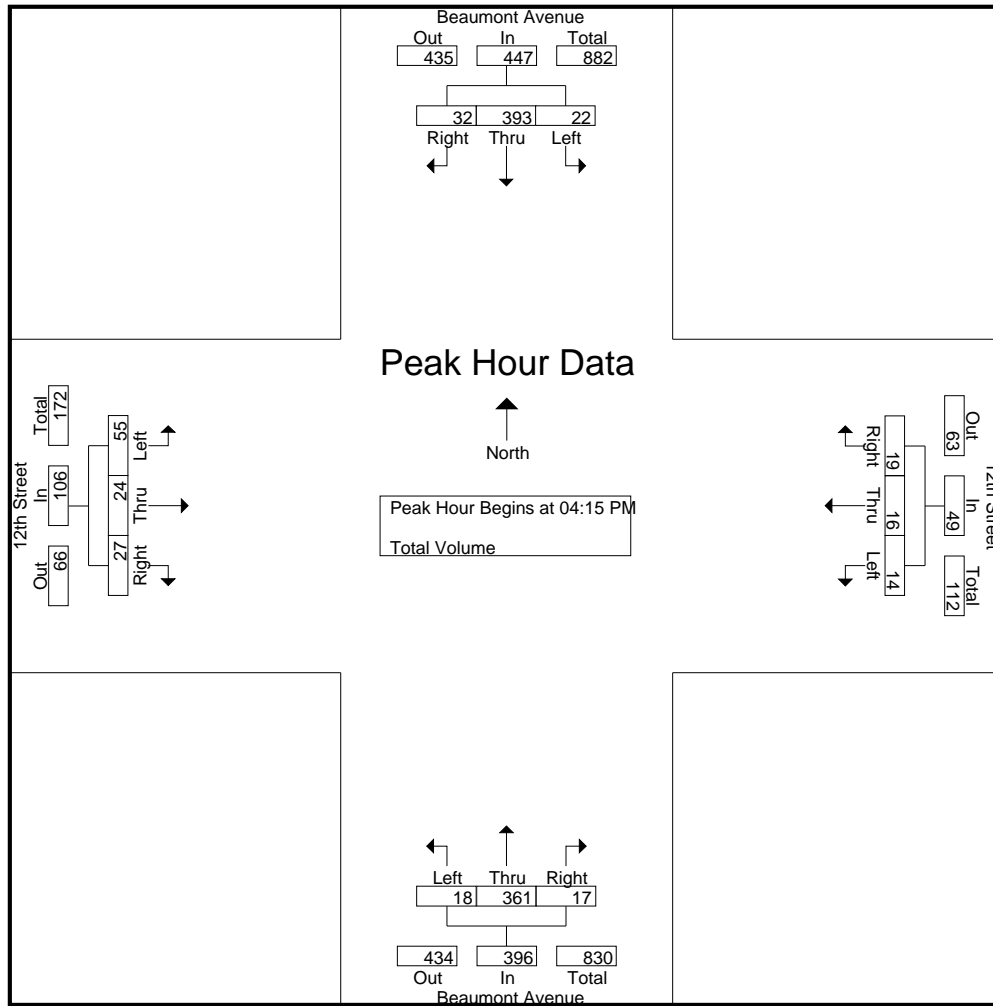 Beaumont Avenue
Out In Total
435 447 882
32 393 22
Right Thru Left
Peak Hour Data
North
Peak Hour Begins at 04:15 PM
Total Volume
12th Street
Total In Out
172 106 66
55 24 27
Left Thru Right
Right Thru Left
19 16 14
Out In Total
63 49 112
12th Street
Left Thru Right
18 361 17
434 396 830
Out In Total
Beaumont Avenue